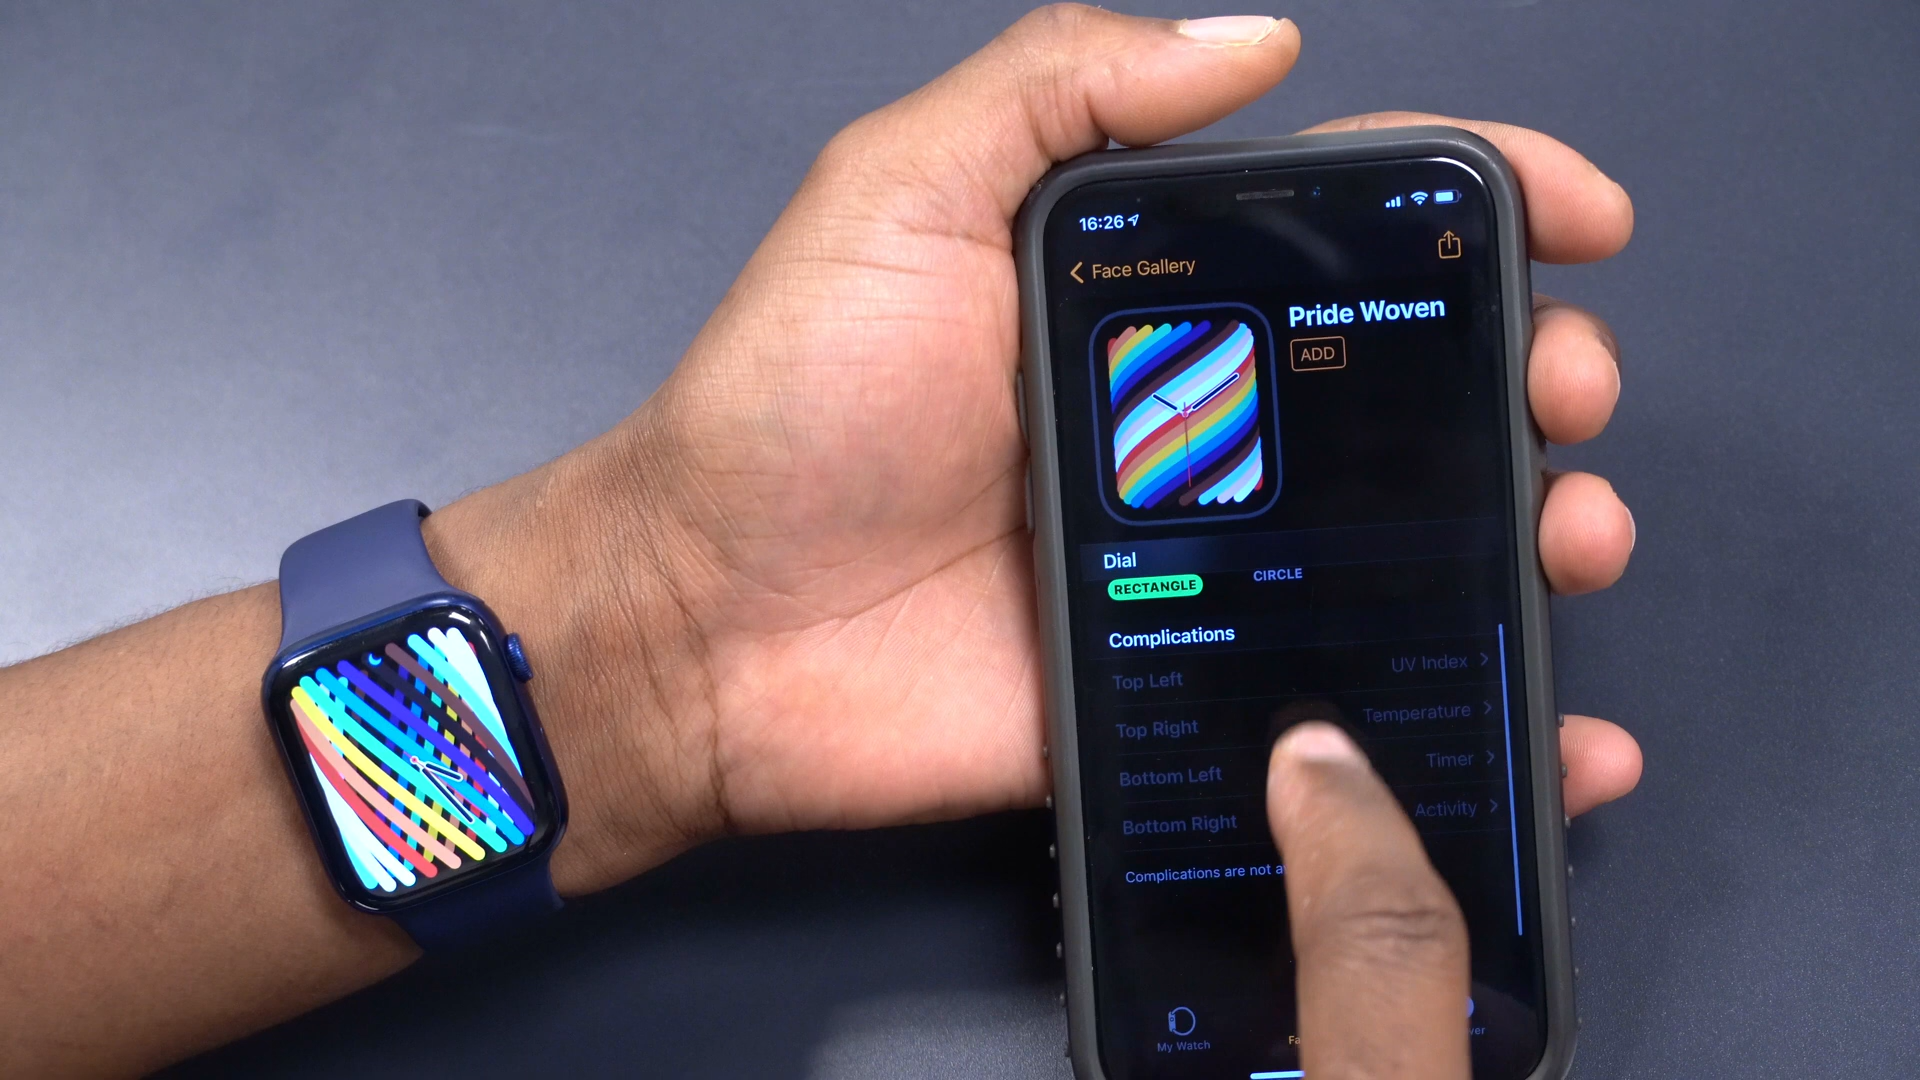 16:26
Face Gallery
Pride Woven
ADD
Dial
RECTANGLE CIRCLE
Complications
Top Left UV Index
Top Right Temperature
Bottom Left Timer
Bottom Right Activity
Complications are not
My Watch